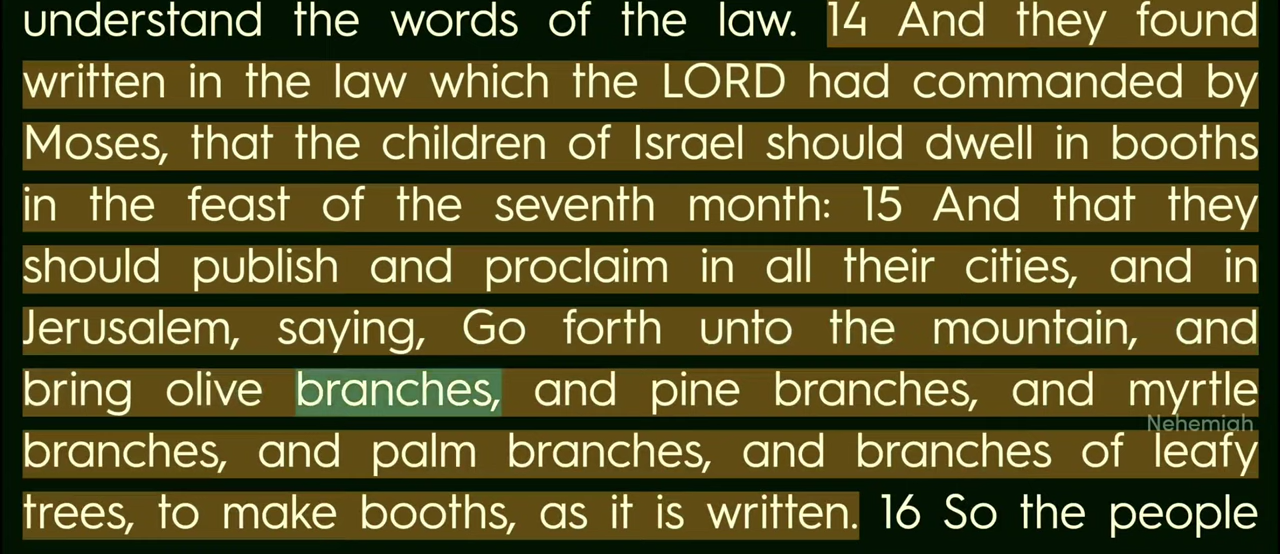 understand the words of the law. 14 And they found
written in the law which the LORD had commanded by
Moses, that the children of Israel should dwell in booths
in the feast of the seventh month: 15 And that they
should publish and proclaim in all their cities, and in
Jerusalem, saying, Go forth unto the mountain, and
bring olive branches, and pine branches, and myrtle
Nehemiah
branches, and palm branches, and branches of leafy
trees, to make booths, as it is written. 16 So the people